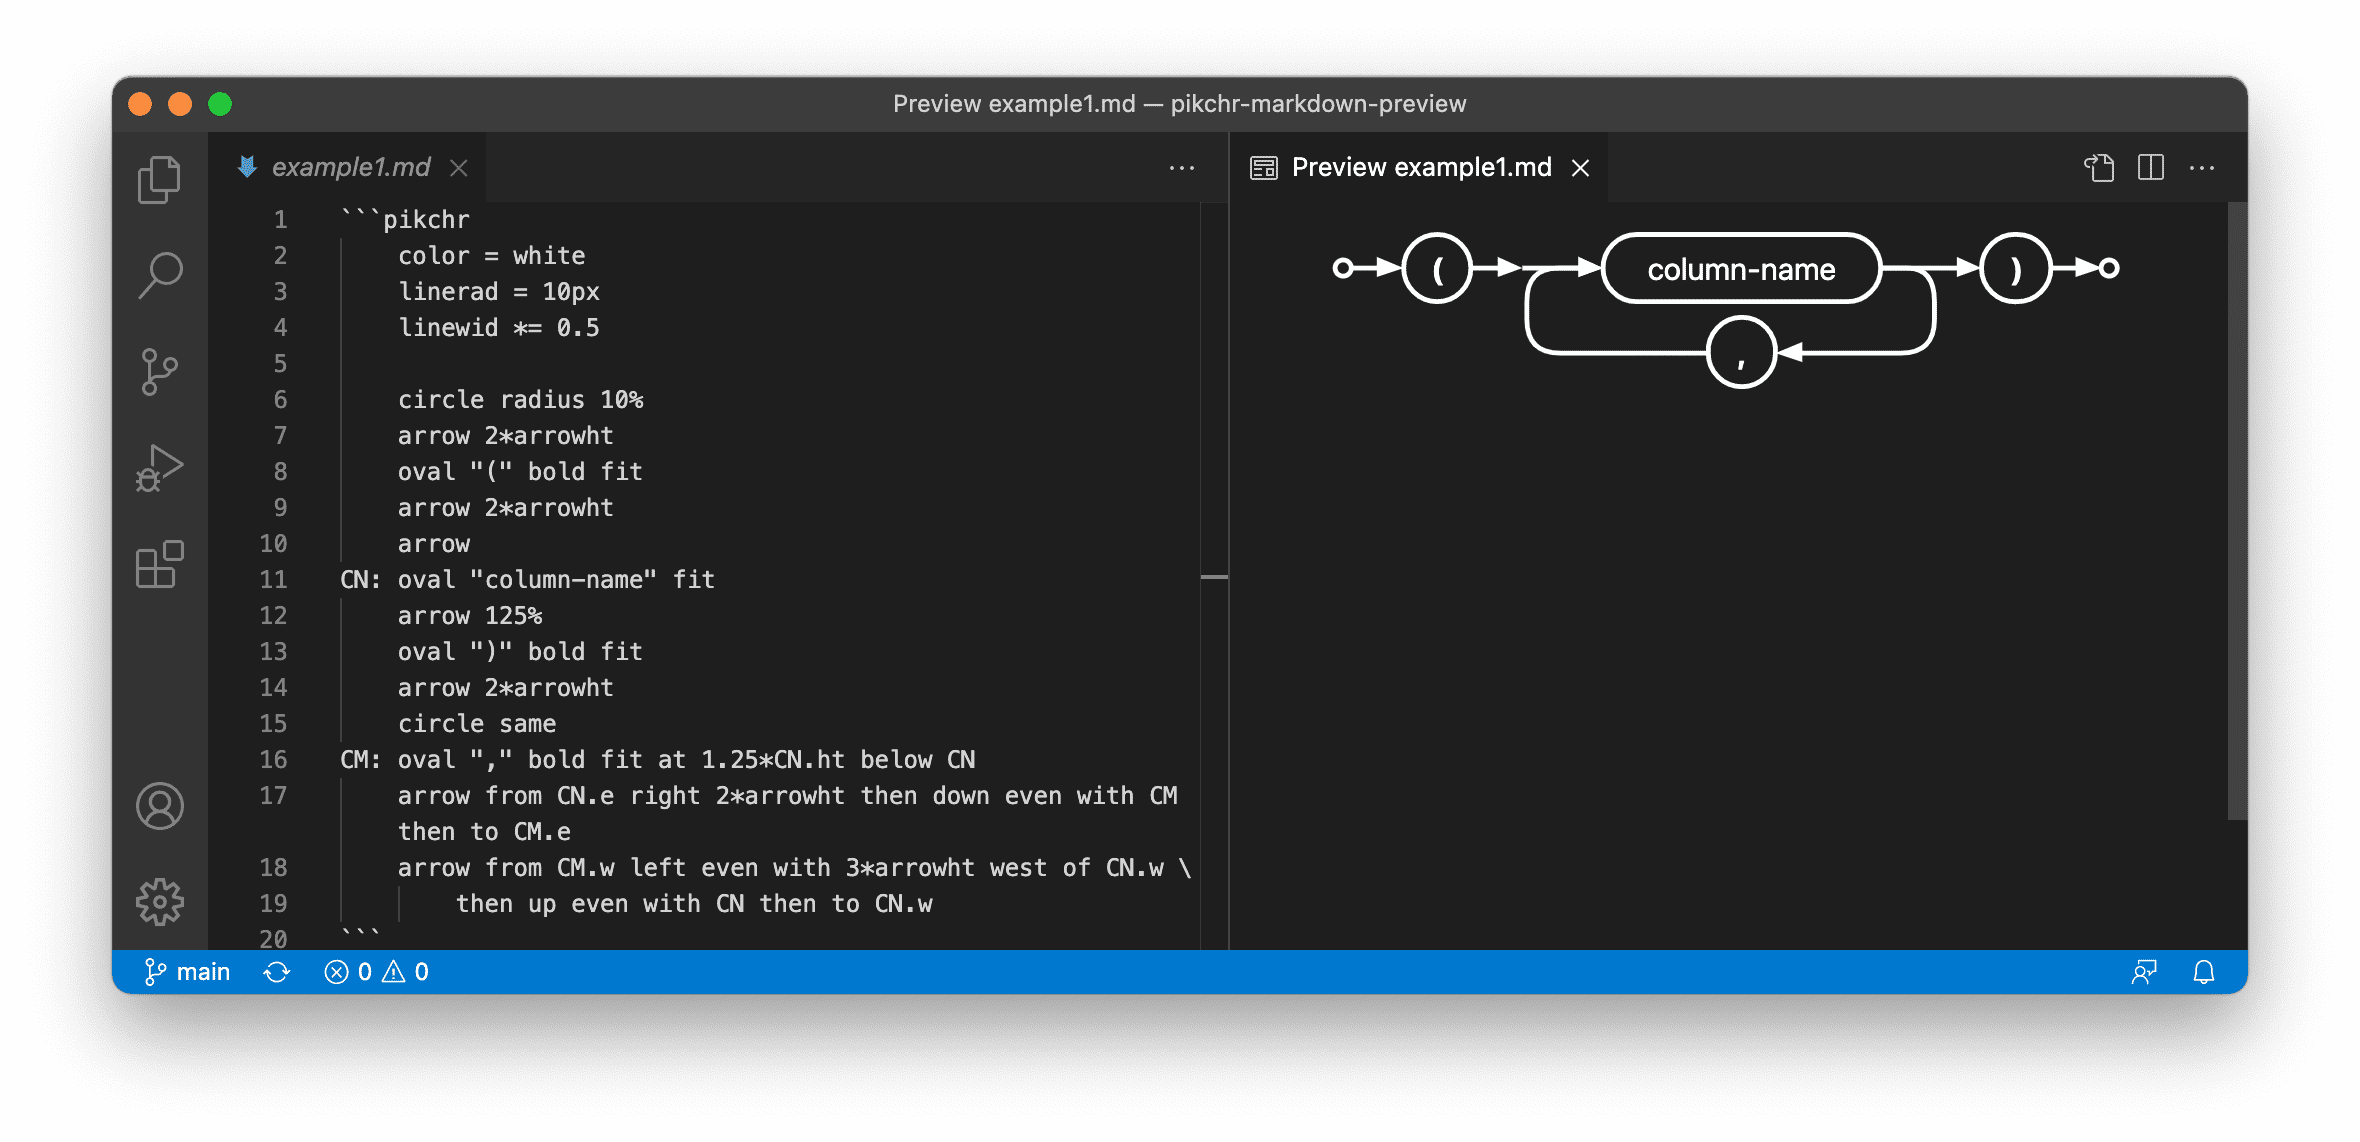 Preview example1.md — pikchr-markdown-preview
example1.md
Preview example1.md
1 ```pikchr
2 color = white
3 linerad = 10px
4 linewid *= 0.5
5
6 circle radius 10%
7 arrow 2*arrowht
8 oval "(" bold fit
9 arrow 2*arrowht
10 arrow
11 CN: oval "column-name" fit
12 arrow 125%
13 oval ")" bold fit
14 arrow 2*arrowht
15 circle same
16 CM: oval "," bold fit at 1.25*CN.ht below CN
17 arrow from CN.e right 2*arrowht then down even with CM
then to CM.e
18 arrow from CM.w left even with 3*arrowht west of CN.w \
19 then up even with CN then to CN.w
20 ```
( column-name )
,
main 0 0